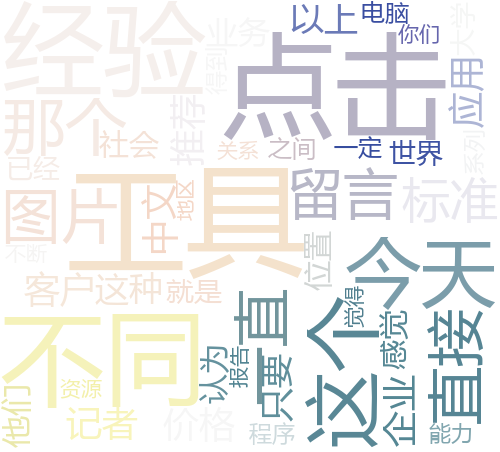 经验
业务
得到
以上
电脑
你们
大学
点击
应用
那个
推荐
社会
已经
关系
之间
一定
世界
系列
工具
图片
中文
地区
留言
标准
不断
客户
这种
就是
位置
今天
不同
一直
这个
觉得
感觉
直接
认为
报告
只要
企业
他们
资源
记者
价格
程序
能力